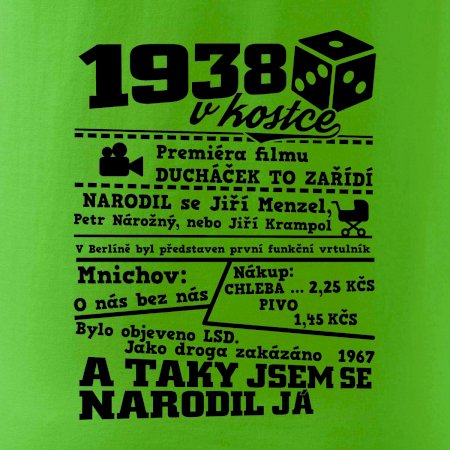 1938
v kostce
Premiéra filmu
DUCHÁČEK TO ZAŘÍDÍ
NARODIL se Jiří Menzel,
Petr Nárožný, nebo Jiří Krampol
V Berlíně byl představen první funkční vrtulník
Mnichov:
O nás bez nás
Nákup:
CHLEBA ... 2,25 KČS
PIVO
1,45 KČS
Bylo objeveno LSD.
Jako droga zakázáno 1967
A TAKY JSEM SE
NARODIL JÁ